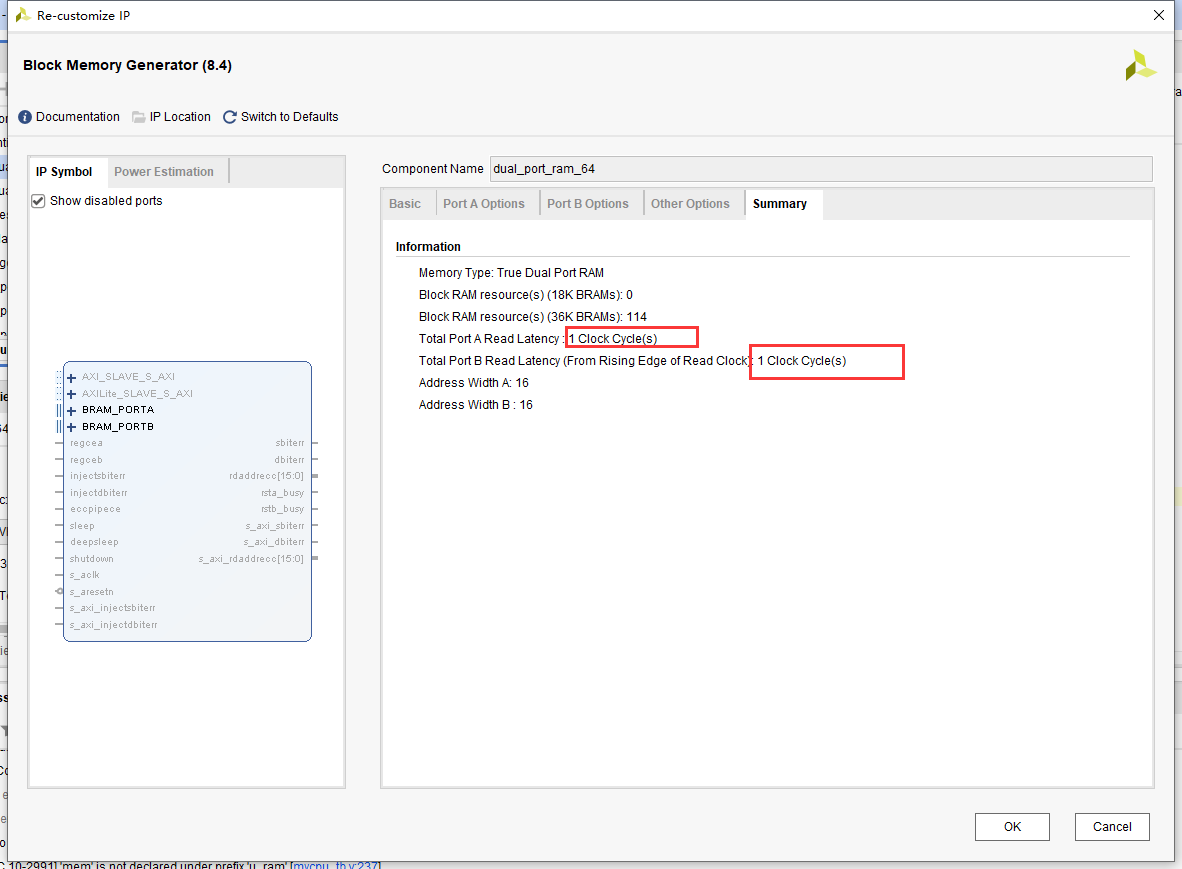 Re-customize IP
Block Memory Generator (8.4)
Documentation IP Location Switch to Defaults
IP Symbol Power Estimation
Show disabled ports
AXI_SLAVE_S_AXI
AXILite_SLAVE_S_AXI
BRAM_PORTA
BRAM_PORTB
regcea sbiterr
regceb dbiterr
injectsbiterr rdaddrecc[15:0]
injectdbiterr rsta_busy
eccpipece rstb_busy
sleep s_axi_sbiterr
deepsleep s_axi_dbiterr
shutdown s_axi_rdaddrecc[15:0]
s_aclk
s_aresetn
s_axi_injectsbiterr
s_axi_injectdbiterr
Component Name dual_port_ram_64
Basic Port A Options Port B Options Other Options Summary
Information
Memory Type: True Dual Port RAM
Block RAM resource(s) (18K BRAMs): 0
Block RAM resource(s) (36K BRAMs): 114
Total Port A Read Latency : 1 Clock Cycle(s)
Total Port B Read Latency (From Rising Edge of Read Clock): 1 Clock Cycle(s)
Address Width A: 16
Address Width B : 16
OK Cancel
10-2991] 'mem' is not declared under prefix 'u_ram' [mycpu_tb.v:237]